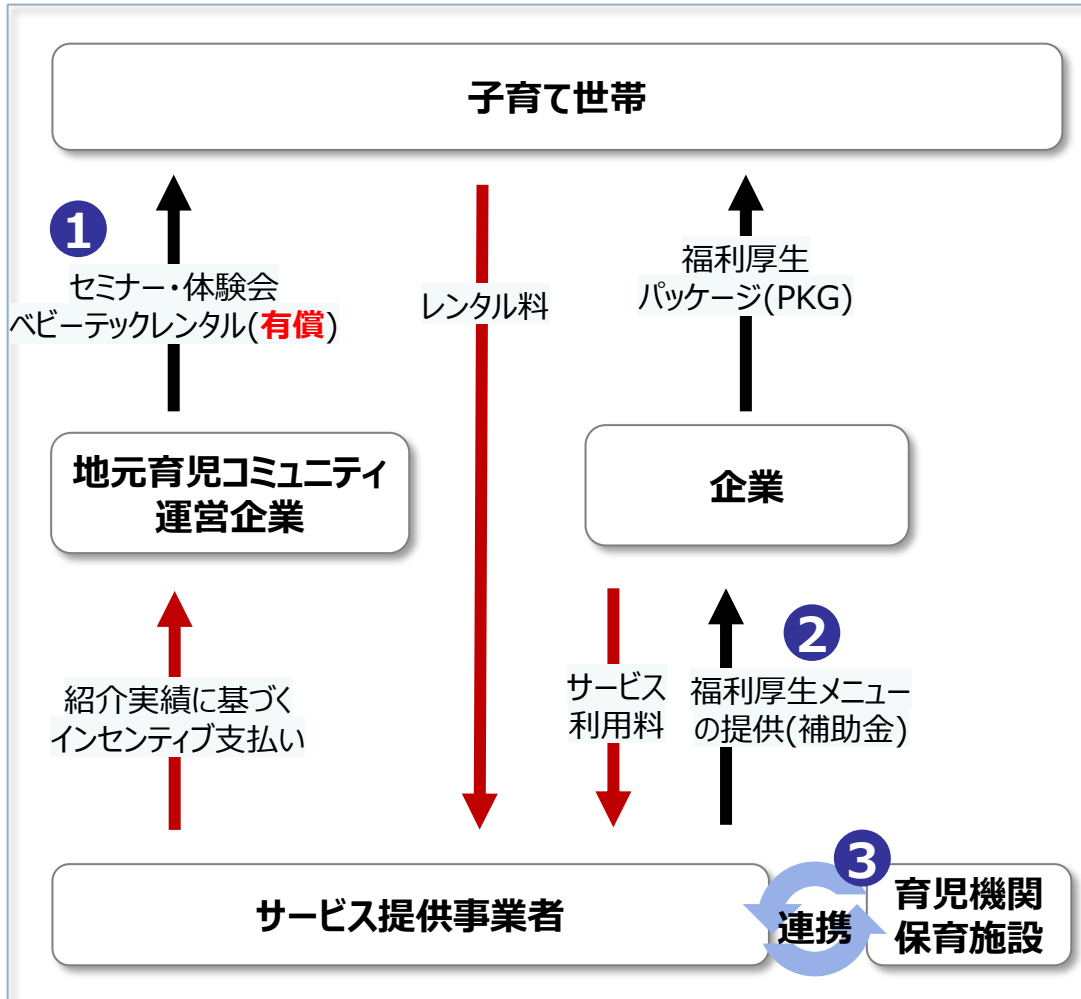 子育て世帯
1
セミナー・体験会
ベビーテックレンタル(有償)
レンタル料
福利厚生
パッケージ(PKG)
地元育児コミュニティ
運営企業
企業
紹介実績に基づく
インセンティブ支払い
サービス
利用料
2
福利厚生メニュー
の提供(補助金)
サービス提供事業者
連携
3
育児機関
保育施設